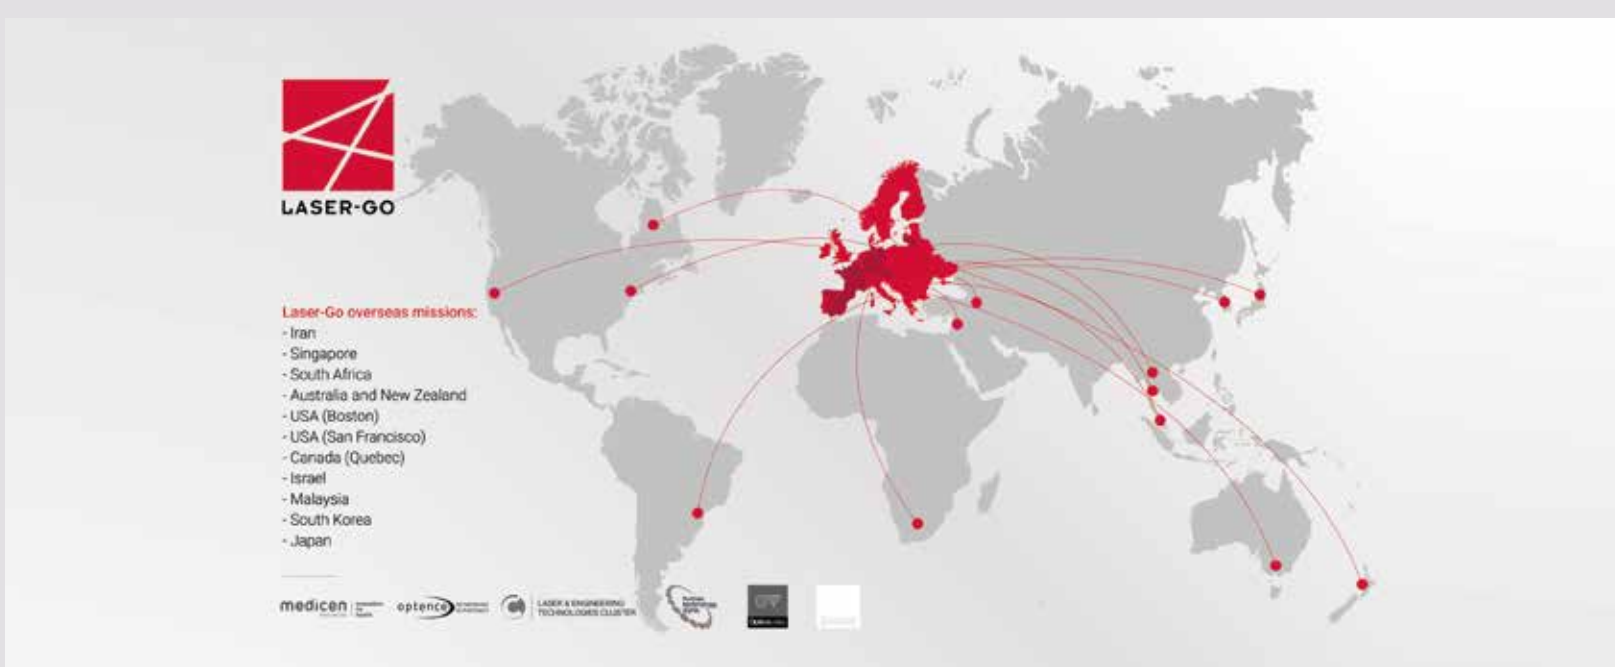 LASER-GO
Laser-Go overseas missions:
- Iran
- Singapore
- South Africa
- Australia and New Zealand
- USA (Boston)
- USA (San Francisco)
- Canada (Quebec)
- Israel
- Malaysia
- South Korea
- Japan
medicen
optence
LASER & ENGINEERING
TECHNOLOGIES CLUSTER